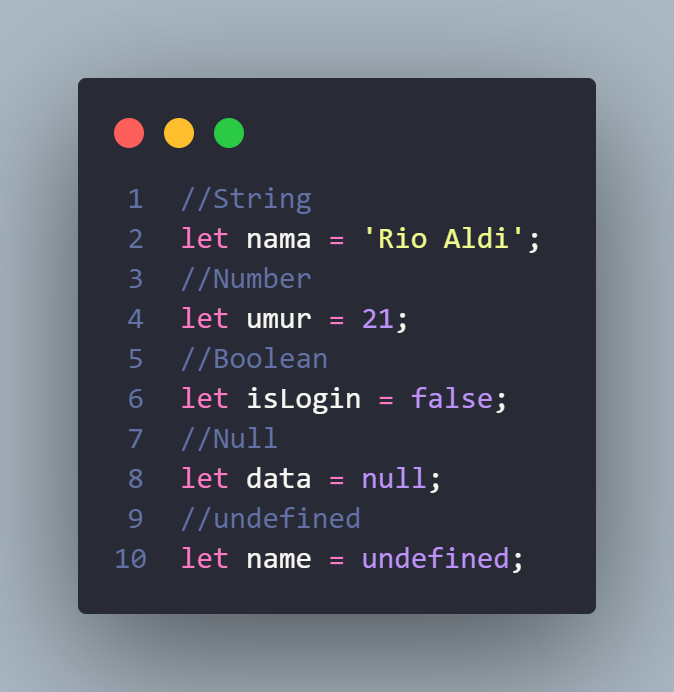 1 //String
2 let nama = 'Rio Aldi';
3 //Number
4 let umur = 21;
5 //Boolean
6 let isLogin = false;
7 //Null
8 let data = null;
9 //undefined
10 let name = undefined;